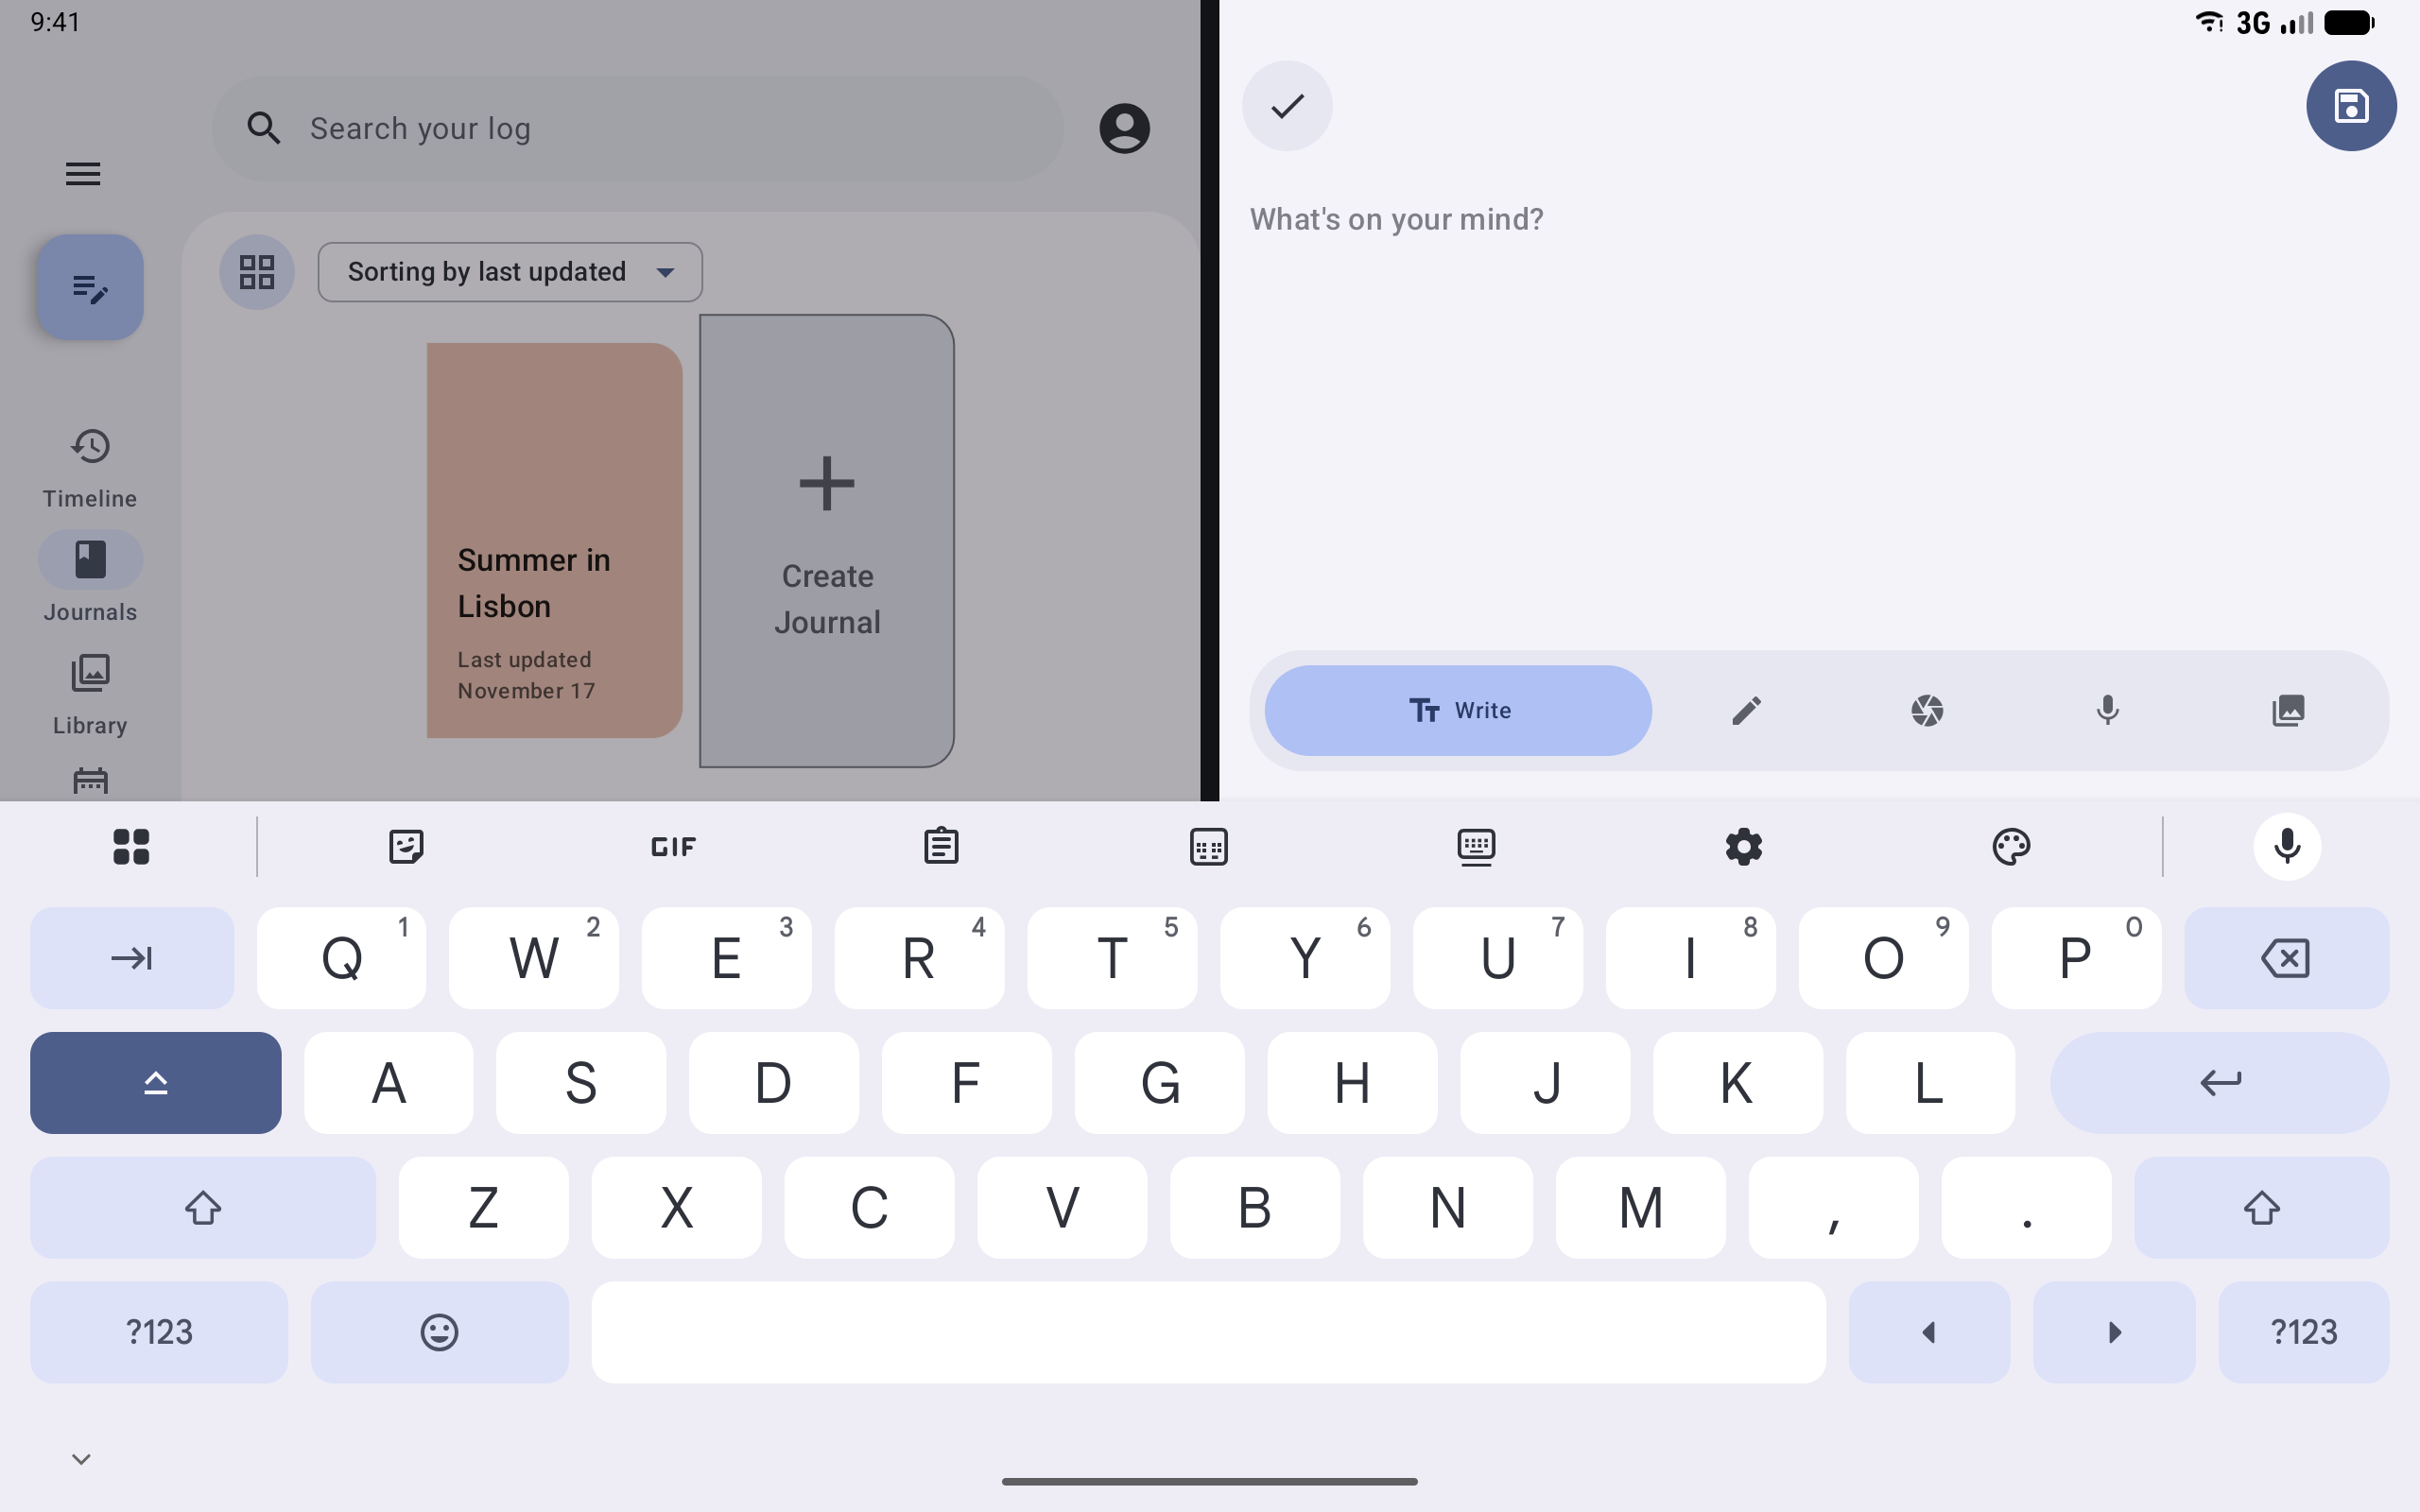 9:41
3G
Search your log
Sorting by last updated
Timeline
Journals
Library
Summer in
Lisbon
Last updated
November 17
Create
Journal
What's on your mind?
Write
GIF
Q 1 W 2 E 3 R 4 T 5 Y 6 U 7 I 8 O 9 P 0
A S D F G H J K L
Z X C V B N M , .
?123 ?123